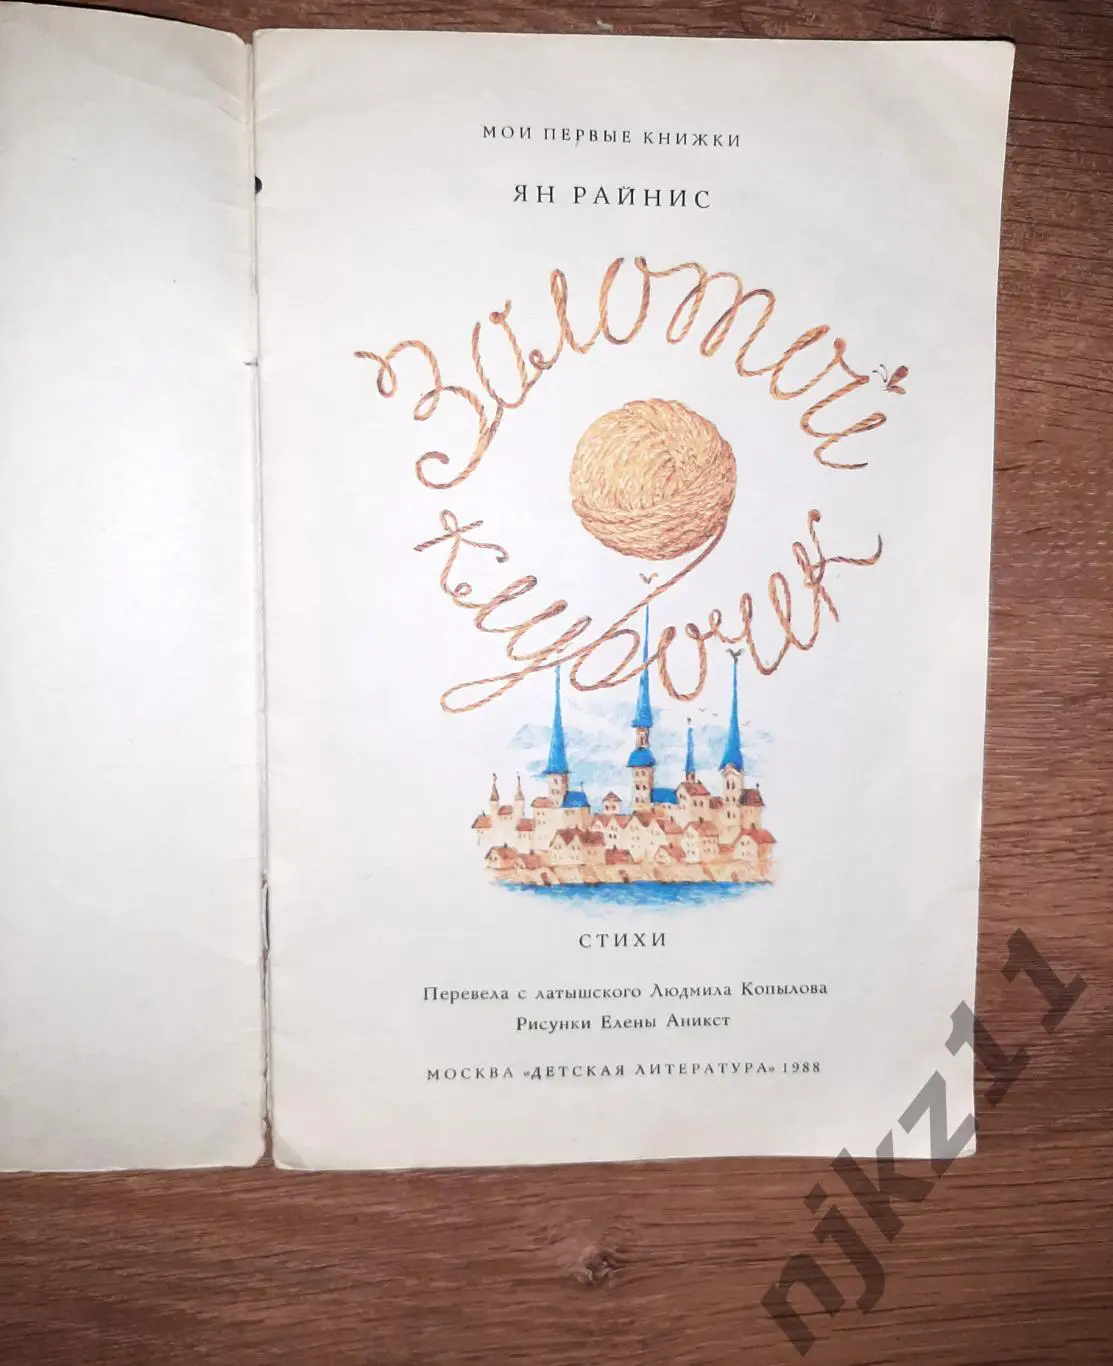 МОИ ПЕРВЫЕ КНИЖКИ
ЯН РАЙНИС
Золотой
клубочек
СТИХИ
Перевела с латышского Людмила Копылова
Рисунки Елены Аникст
МОСКВА «ДЕТСКАЯ ЛИТЕРАТУРА» 1988
njkz11